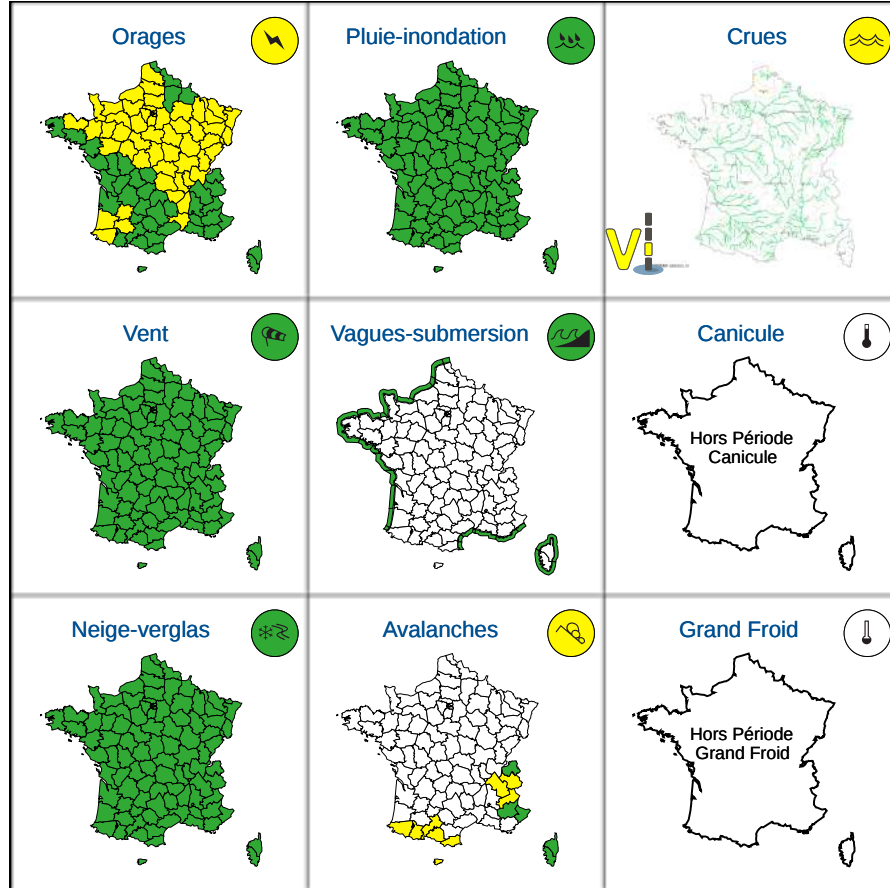 Orages
Pluie-inondation
Crues
Vi
Vent
Vagues-submersion
Canicule
Hors Période
Canicule
Neige-verglas
Avalanches
Grand Froid
Hors Période
Grand Froid